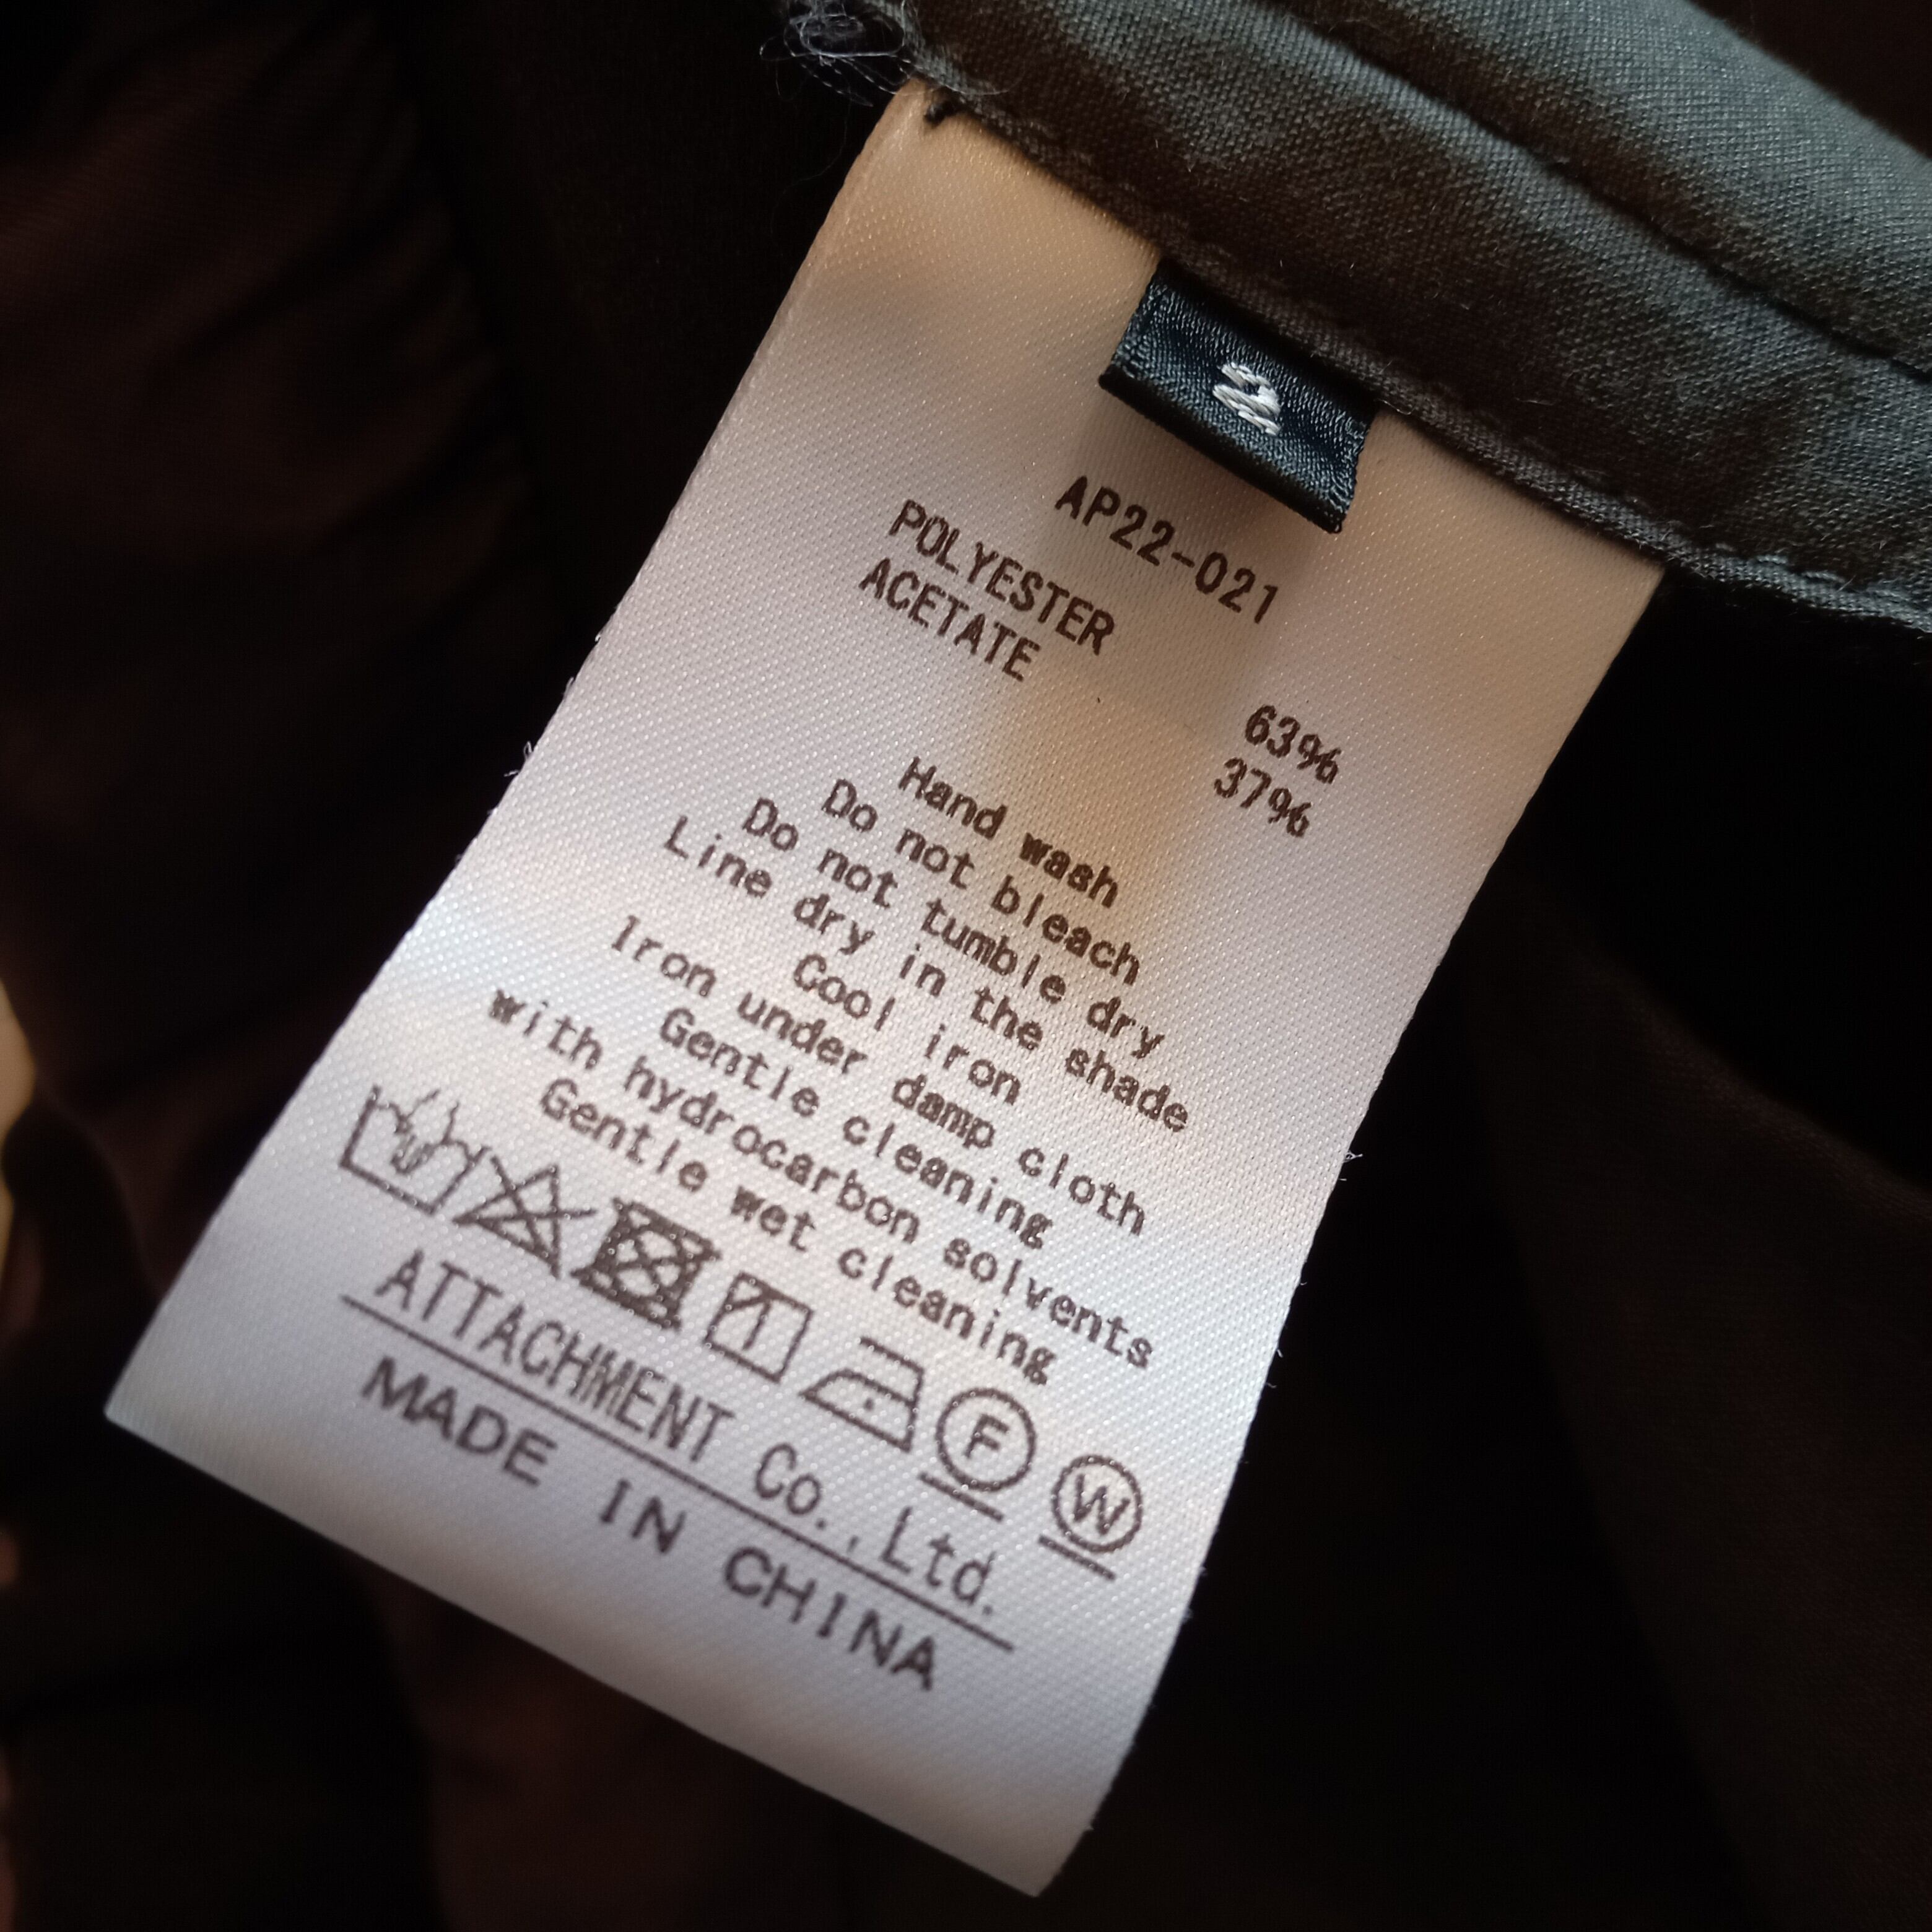 2
AP22-021
POLYESTER 63%
ACETATE 37%
Hand wash
Do not bleach
Do not tumble dry
Line dry in the shade
Cool iron
Iron under damp cloth
Gentle cleaning
with hydrocarbon solvents
Gentle wet cleaning
F W
ATTACHMENT Co.,Ltd.
MADE IN CHINA